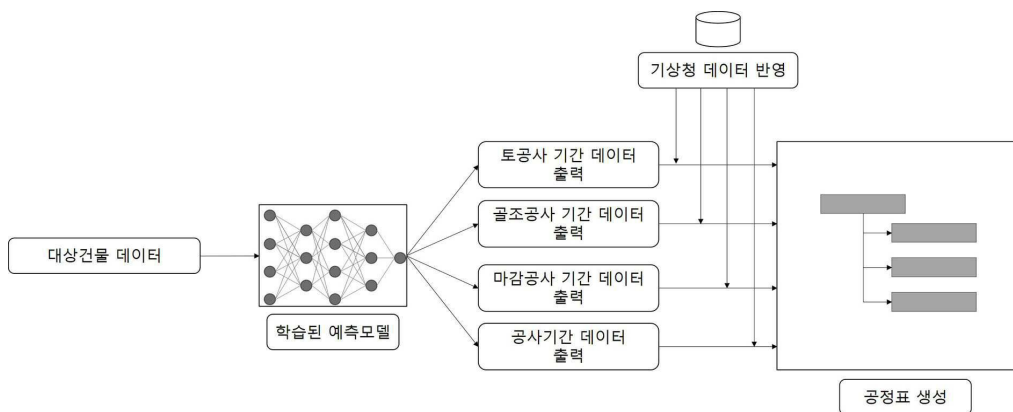 기상청 데이터 반영
토공사 기간 데이터
출력
골조공사 기간 데이터
출력
대상건물 데이터
마감공사 기간 데이터
출력
학습된 예측모델
공사기간 데이터
출력
공정표 생성